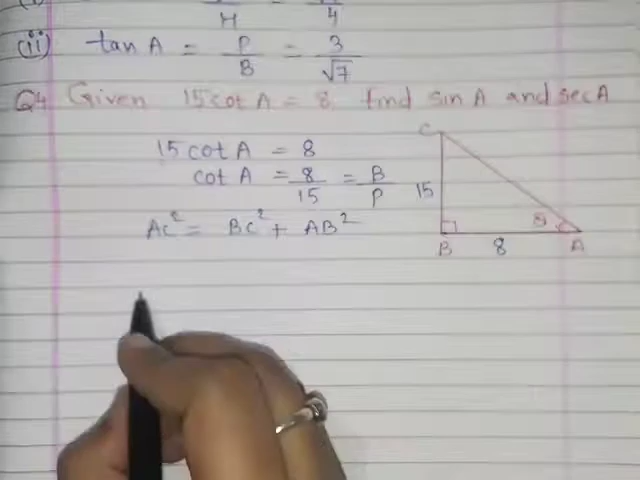 H 4
(ii) tan A = P/B = 3/√7
Q4 Given 15 cot A = 8 find sin A and sec A
15 cot A = 8
cot A = 8/15 = B/P
AC² = BC² + AB²
C
15
θ
B 8 A